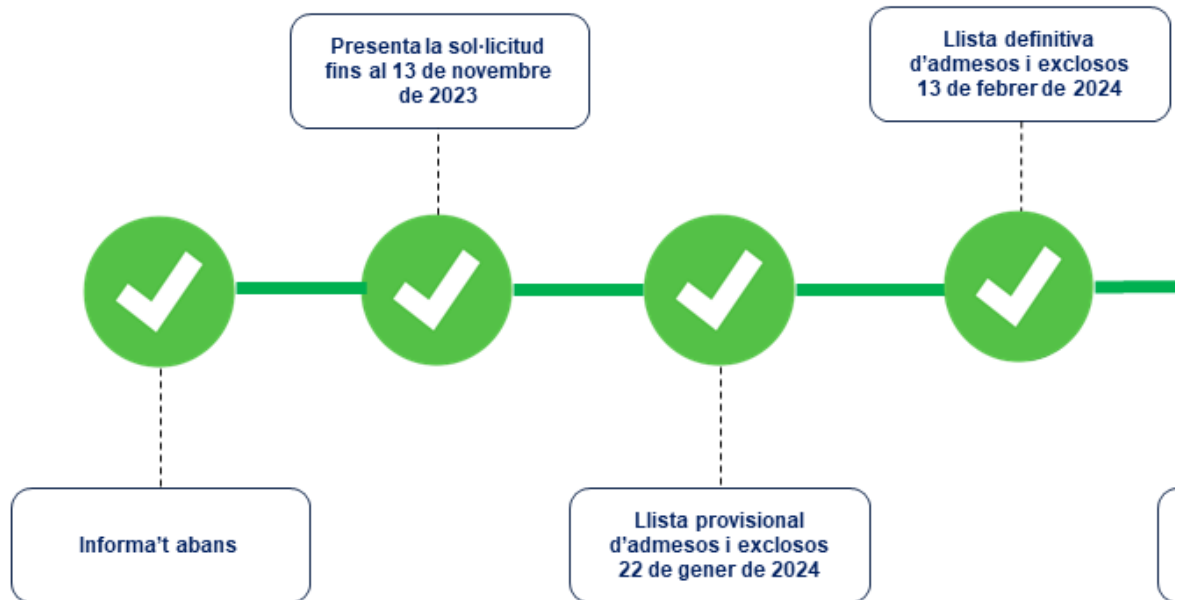 Informa't abans
Presenta la sol·licitud
fins al 13 de novembre
de 2023
Llista provisional
d'admesos i exclosos
22 de gener de 2024
Llista definitiva
d'admesos i exclosos
13 de febrer de 2024